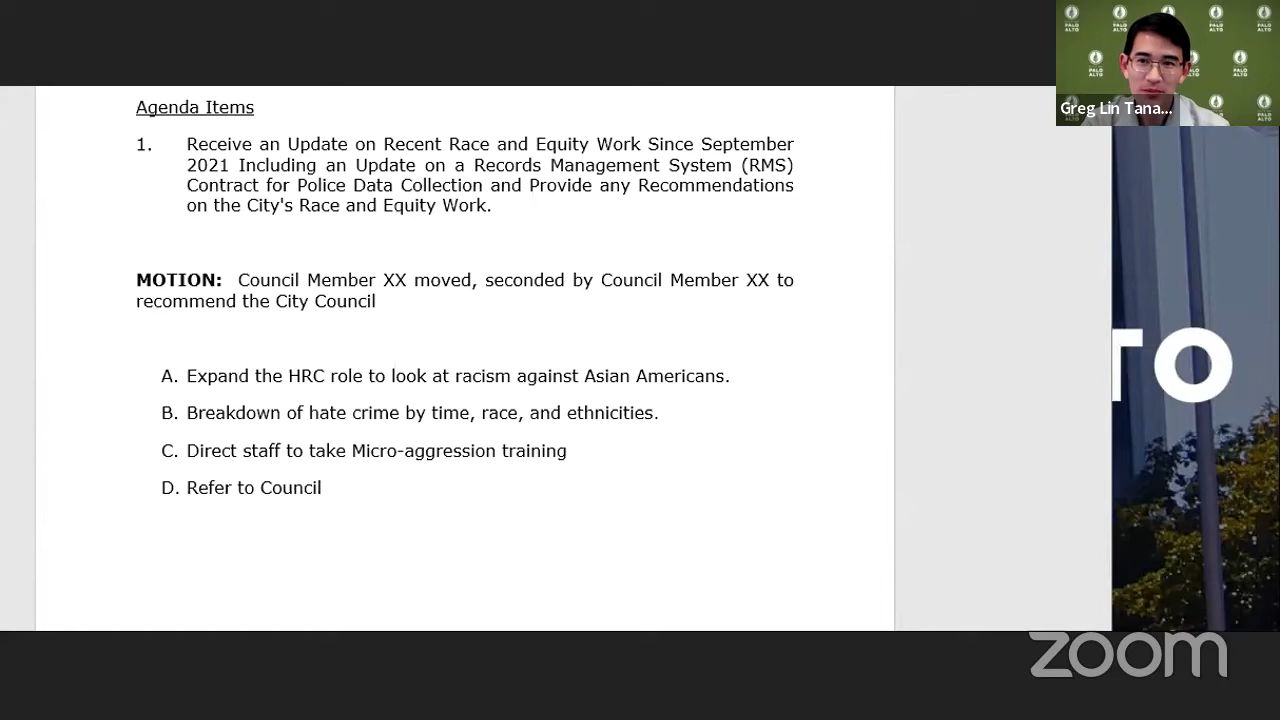 Agenda Items
1. Receive an Update on Recent Race and Equity Work Since September
2021 Including an Update on a Records Management System (RMS)
Contract for Police Data Collection and Provide any Recommendations
on the City's Race and Equity Work.
MOTION: Council Member XX moved, seconded by Council Member XX to
recommend the City Council
A. Expand the HRC role to look at racism against Asian Americans.
B. Breakdown of hate crime by time, race, and ethnicities.
C. Direct staff to take Micro-aggression training
D. Refer to Council
PALO ALTO
Greg Lin Tana...
TO
zoom